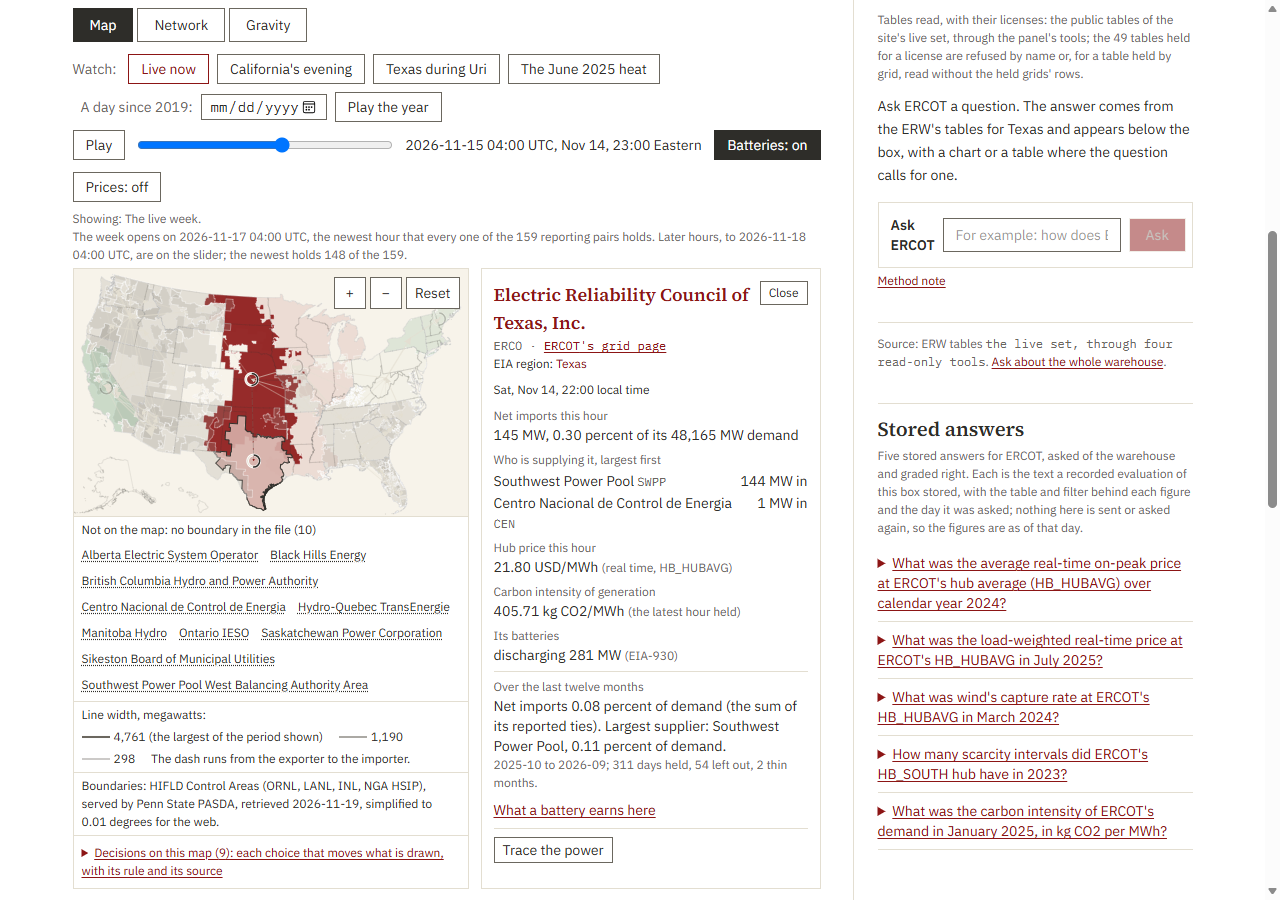 Map
Network
Gravity
Watch:
Live now
California's evening
Texas during Uri
The June 2025 heat
A day since 2019:
mm/dd/yyyy
Play the year
Play
2026-11-15 04:00 UTC, Nov 14, 23:00 Eastern
Batteries: on
Prices: off
Showing: The live week.
The week opens on 2026-11-17 04:00 UTC, the newest hour that every one of the 159 reporting pairs holds. Later hours, to 2026-11-18
04:00 UTC, are on the slider; the newest holds 148 of the 159.
+
−
Reset
Not on the map: no boundary in the file (10)
Alberta Electric System Operator
Black Hills Energy
British Columbia Hydro and Power Authority
Centro Nacional de Control de Energia
Hydro-Quebec TransEnergie
Manitoba Hydro
Ontario IESO
Saskatchewan Power Corporation
Sikeston Board of Municipal Utilities
Southwest Power Pool West Balancing Authority Area
Line width, megawatts:
4,761 (the largest of the period shown)
1,190
298
The dash runs from the exporter to the importer.
Boundaries: HIFLD Control Areas (ORNL, LANL, INL, NGA HSIP),
served by Penn State PASDA, retrieved 2026-11-19, simplified to
0.01 degrees for the web.
Decisions on this map (9): each choice that moves what is drawn,
with its rule and its source
Electric Reliability Council of
Texas, Inc.
Close
ERCO - ERCOT's grid page
EIA region: Texas
Sat, Nov 14, 22:00 local time
Net imports this hour
145 MW, 0.30 percent of its 48,165 MW demand
Who is supplying it, largest first
Southwest Power Pool SWPP 144 MW in
Centro Nacional de Control de Energia 1 MW in
CEN
Hub price this hour
21.80 USD/MWh (real time, HB_HUBAVG)
Carbon intensity of generation
405.71 kg CO2/MWh (the latest hour held)
Its batteries
discharging 281 MW (EIA-930)
Over the last twelve months
Net imports 0.08 percent of demand (the sum of
its reported ties). Largest supplier: Southwest
Power Pool, 0.11 percent of demand.
2025-10 to 2026-09; 311 days held, 54 left out, 2 thin
months.
What a battery earns here
Trace the power
Tables read, with their licenses: the public tables of the
site's live set, through the panel's tools; the 49 tables held
for a license are refused by name or, for a table held by
grid, read without the held grids' rows.
Ask ERCOT a question. The answer comes from
the ERW's tables for Texas and appears below the
box, with a chart or a table where the question
calls for one.
Ask
ERCOT
For example: how does E
Ask
Method note
Source: ERW tables the live set, through four
read-only tools. Ask about the whole warehouse.
Stored answers
Five stored answers for ERCOT, asked of the warehouse
and graded right. Each is the text a recorded evaluation of
this box stored, with the table and filter behind each figure
and the day it was asked; nothing here is sent or asked
again, so the figures are as of that day.
What was the average real-time on-peak price
at ERCOT's hub average (HB_HUBAVG) over
calendar year 2024?
What was the load-weighted real-time price at
ERCOT's HB_HUBAVG in July 2025?
What was wind's capture rate at ERCOT's
HB_HUBAVG in March 2024?
How many scarcity intervals did ERCOT's
HB_SOUTH hub have in 2023?
What was the carbon intensity of ERCOT's
demand in January 2025, in kg CO2 per MWh?